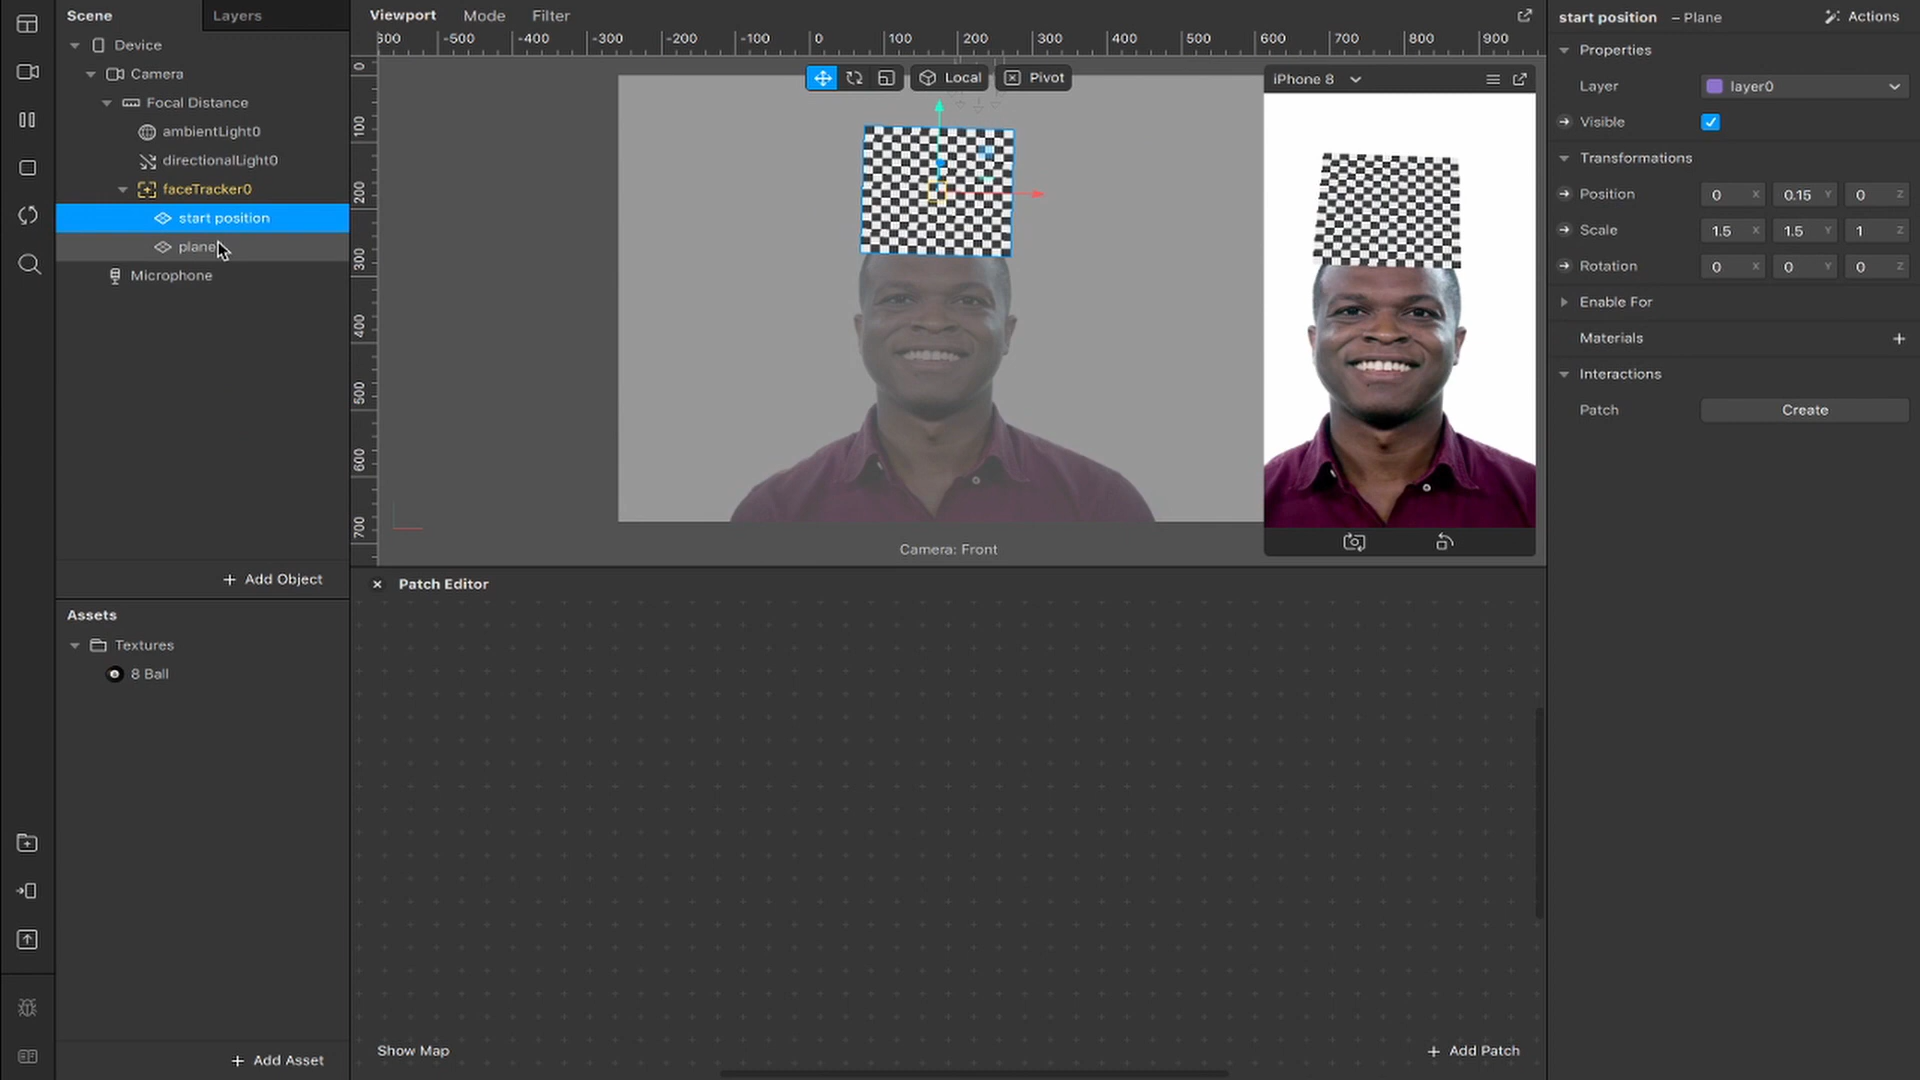 Scene
Layers
Device
Camera
Focal Distance
ambientLight0
directionalLight0
faceTracker0
start position
plane
Microphone
+ Add Object
Assets
Textures
8 Ball
+ Add Asset
Viewport Mode Filter
-500 -400 -300 -200 -100 0 100 200 300 400 500 600 700 800 900
0
100
200
300
400
500
600
700
Local
Pivot
iPhone 8
Camera: Front
Patch Editor
Show Map
+ Add Patch
start position – Plane
Actions
Properties
Layer layer0
Visible
Transformations
Position 0 X 0.15 Y 0 Z
Scale 1.5 X 1.5 Y 1 Z
Rotation 0 X 0 Y 0 Z
Enable For
Materials +
Interactions
Patch Create